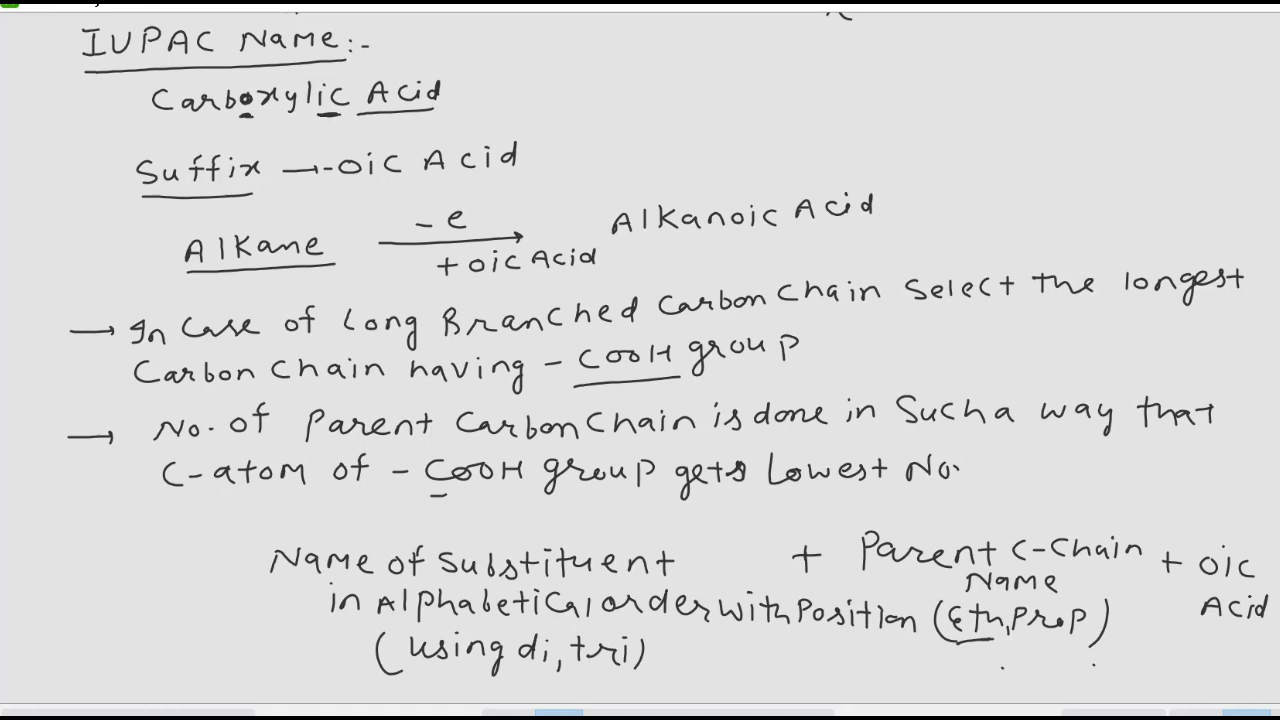 IUPAC Name:-
Carboxylic Acid
Suffix → -Oic Acid
- e
Alkane → Alkanoic Acid
+ Oic Acid
→ In Case of Long Branched Carbon Chain Select the longest
Carbon Chain having - COOH group
→ No. of Parent Carbon Chain is done in Such a way that
C-atom of - COOH group gets Lowest No.
Name of Substituent + Parent C-Chain + Oic
Name Acid
in Alphabetical order with Position (Eth, Prop)
(Using di, tri)